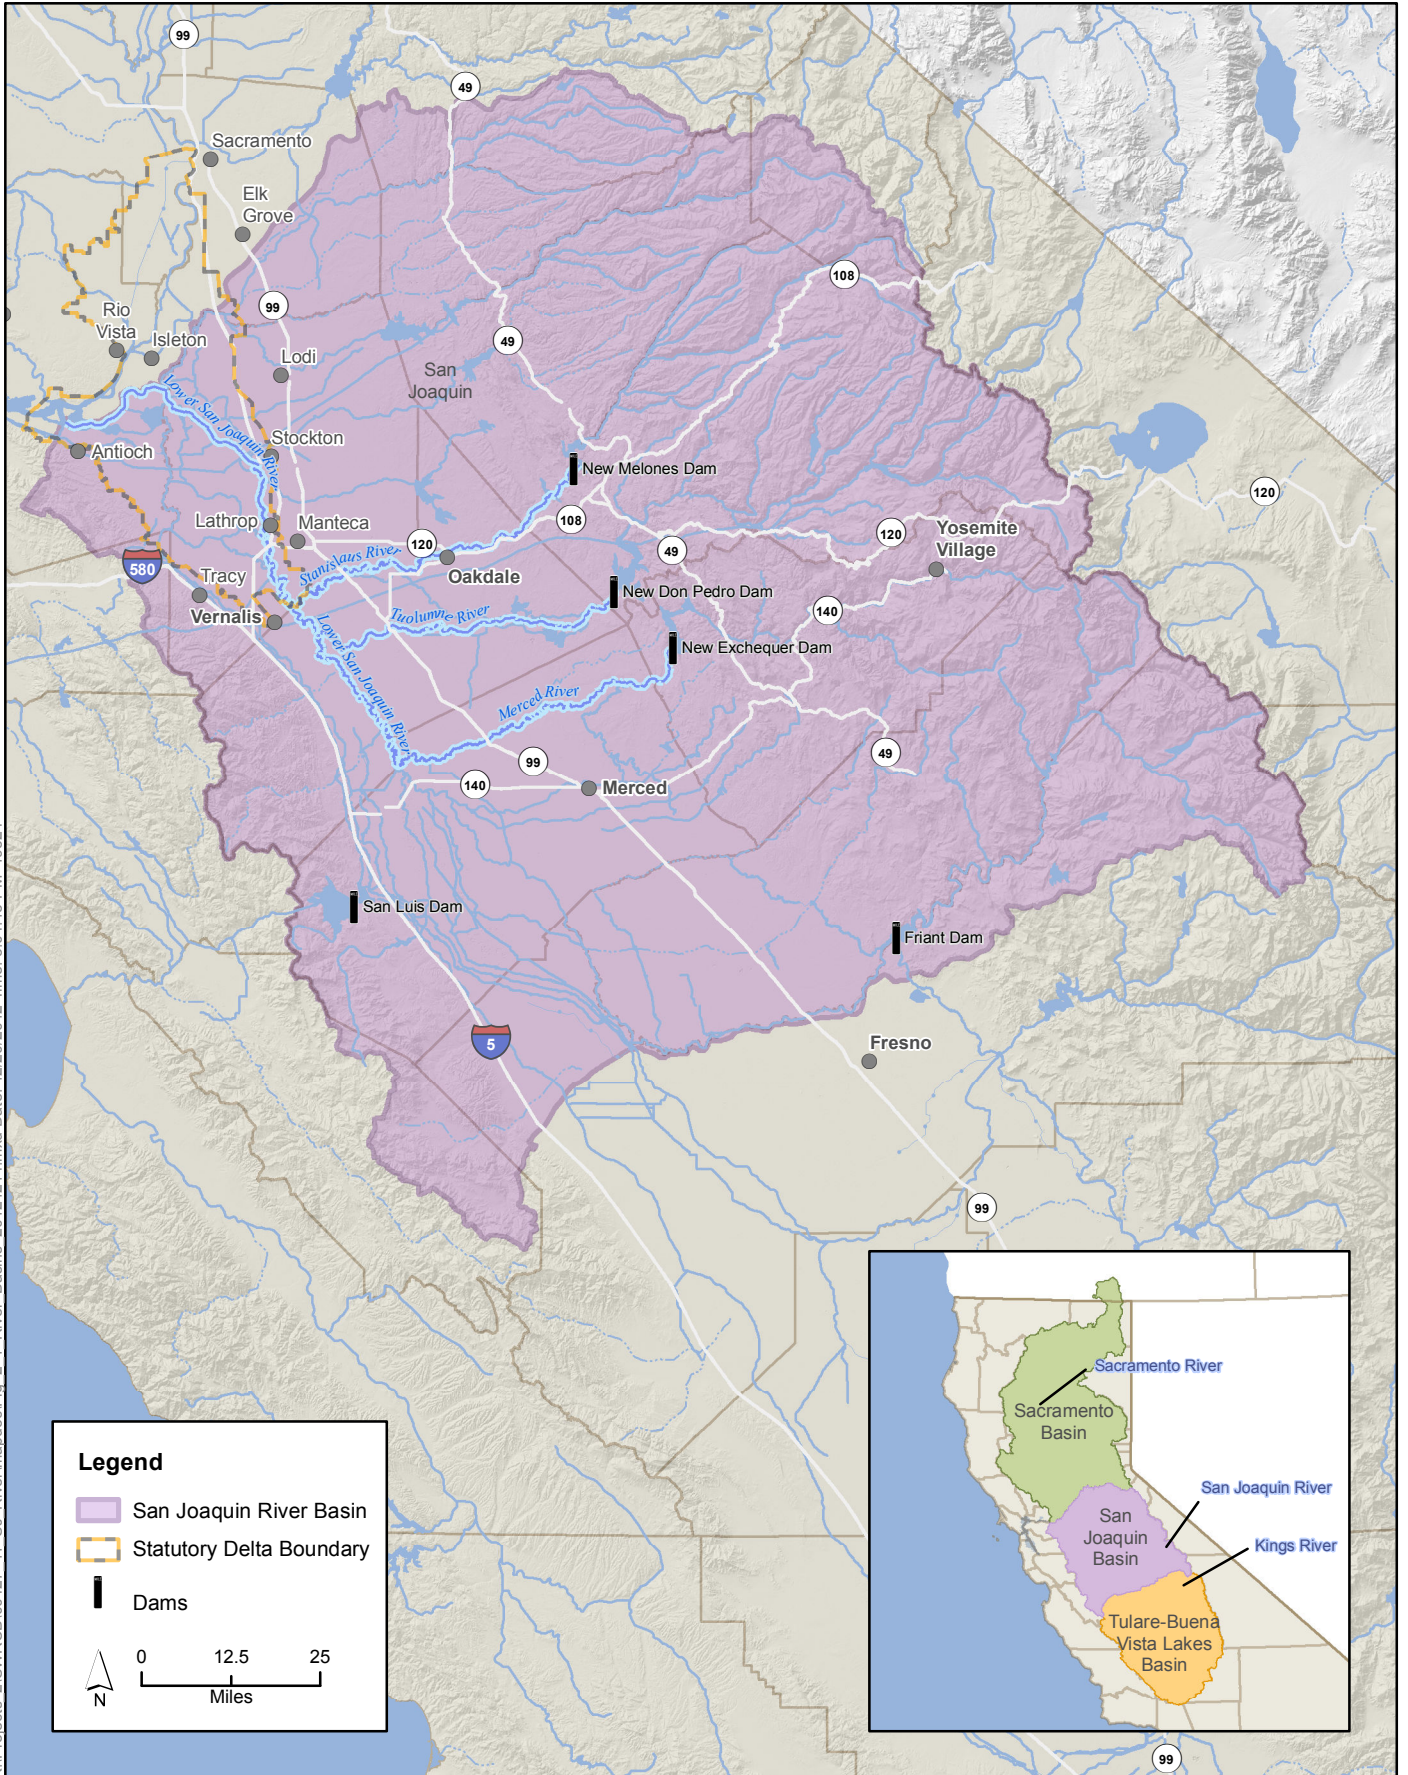 99
49
Sacramento
Elk
Grove
108
99
Rio
Vista
Isleton
49
Lodi
San
Joaquin
Lower San Joaquin River
Stockton
Antioch
New Melones Dam
120
Lathrop
Manteca
108
120
Yosemite
Village
120
49
580
Stanislaus River
Oakdale
Tracy
New Don Pedro Dam
Vernalis
Tuolumne River
140
Lower San Joaquin River
New Exchequer Dam
Merced River
49
99
140
Merced
San Luis Dam
Friant Dam
5
Fresno
99
Sacramento River
Sacramento
Basin
San Joaquin River
San
Joaquin
Basin
Kings River
Tulare-Buena
Vista Lakes
Basin
Legend
San Joaquin River Basin
Statutory Delta Boundary
Dams
0 12.5 25
Miles
N
99